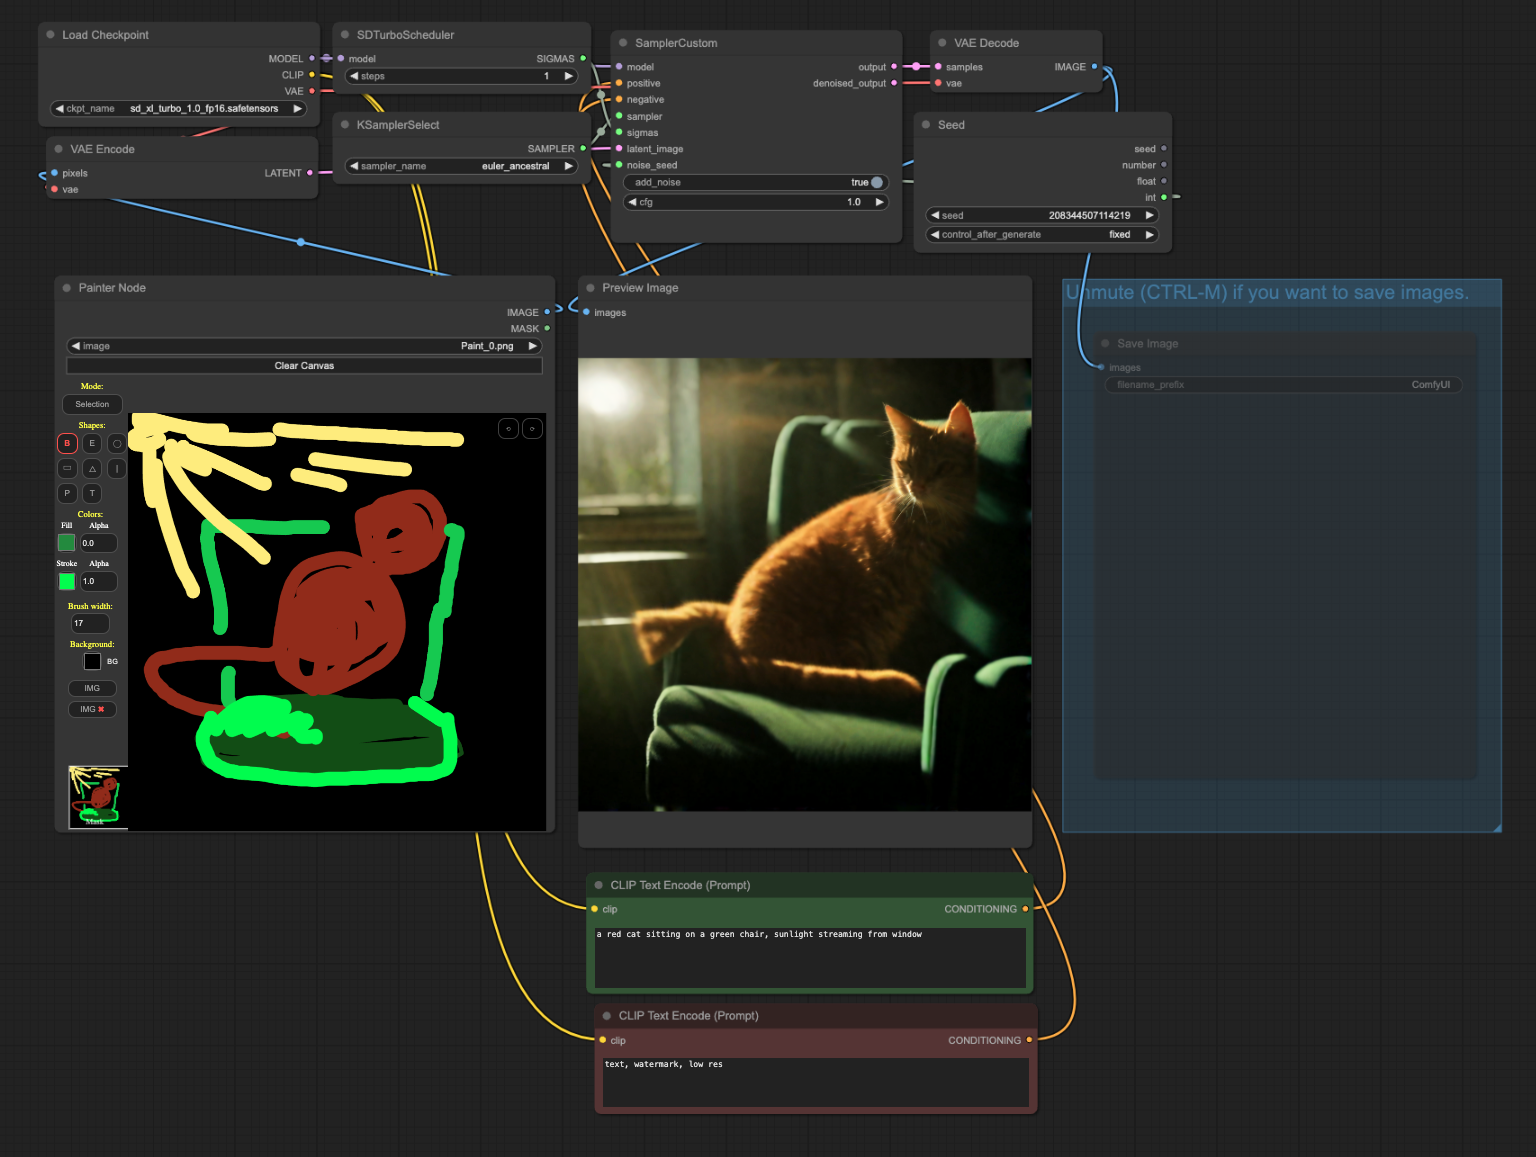 Load Checkpoint
MODEL
CLIP
VAE
ckpt_name sd_xl_turbo_1.0_fp16.safetensors
SDTurboScheduler
model SIGMAS
steps 1
KSamplerSelect
SAMPLER
sampler_name euler_ancestral
SamplerCustom
model output
positive denoised_output
negative
sampler
sigmas
latent_image
noise_seed
add_noise true
cfg 1.0
VAE Decode
samples IMAGE
vae
Seed
seed
number
float
int
seed 208344507114219
control_after_generate fixed
VAE Encode
pixels LATENT
vae
Painter Node
IMAGE
MASK
image Paint_0.png
Clear Canvas
Mode:
Selection
Shapes:
B E
P T
Colors:
Fill Alpha
0.0
Stroke Alpha
1.0
Brush width:
17
Background:
BG
IMG
IMG ✖
Mask
Preview Image
images
Unmute (CTRL-M) if you want to save images.
Save Image
images
filename_prefix ComfyUI
CLIP Text Encode (Prompt)
clip CONDITIONING
a red cat sitting on a green chair, sunlight streaming from window
CLIP Text Encode (Prompt)
clip CONDITIONING
text, watermark, low res